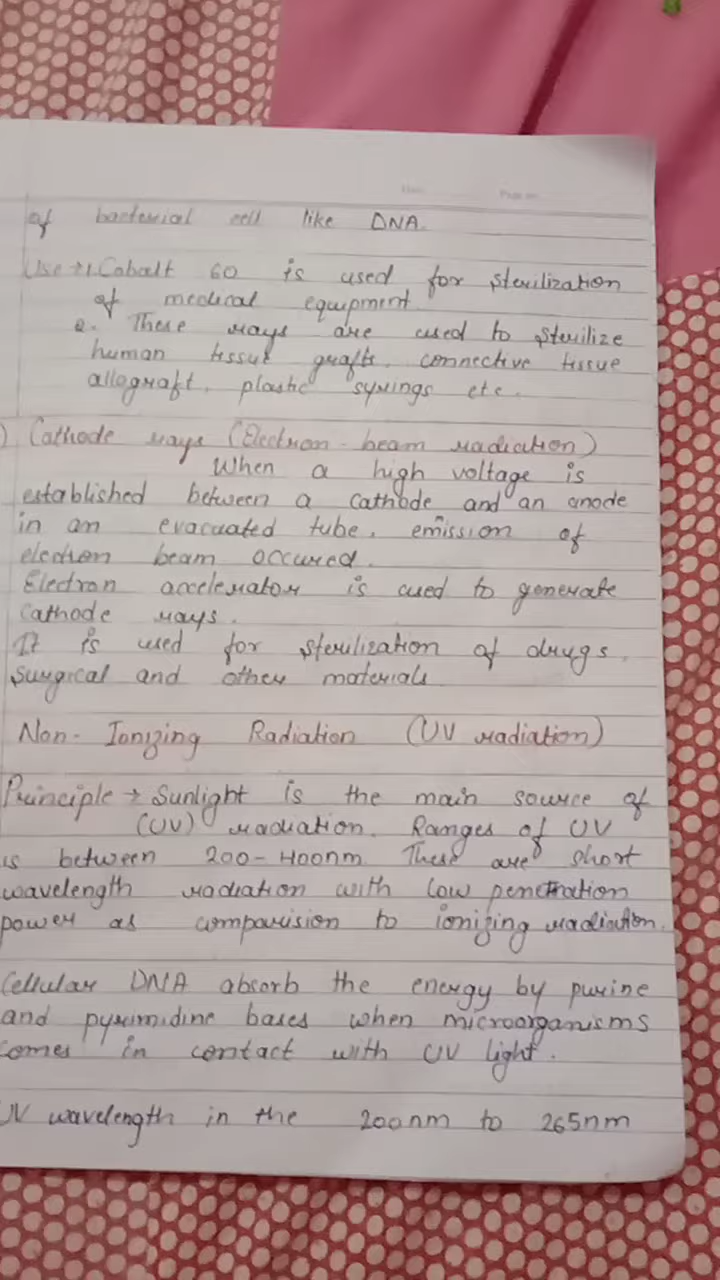 of bacterial cell like DNA.
Use → 1. Cobalt 60 is used for sterilization
of medical equipment
2. These rays are used to sterilize
human tissue grafts, connective tissue
allograft, plastic syrings etc.
) Cathode rays (Electron beam radiation)
When a high voltage is
established between a cathode and an anode
in an evacuated tube, emission of
electron beam occured.
Electron accelerator is cused to generate
cathode rays.
It is used for sterilization of drugs,
surgical and other materials
Non-Ionizing Radiation (UV radiation)
Principle → Sunlight is the main source of
(UV) radiation. Ranges of UV
is between 200-400nm. These are short
wavelength radiation with low penetration
power as comparision to ionizing radiation.
Cellular DNA absorb the energy by purine
and pyrimidine bases when microorganisms
comes in contact with UV light.
UV wavelength in the 200nm to 265nm